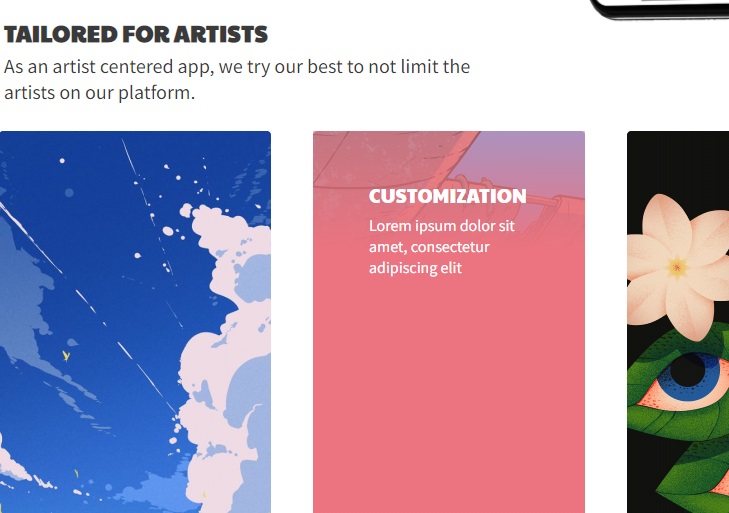 TAILORED FOR ARTISTS
As an artist centered app, we try our best to not limit the
artists on our platform.
CUSTOMIZATION
Lorem ipsum dolor sit
amet, consectetur
adipiscing elit